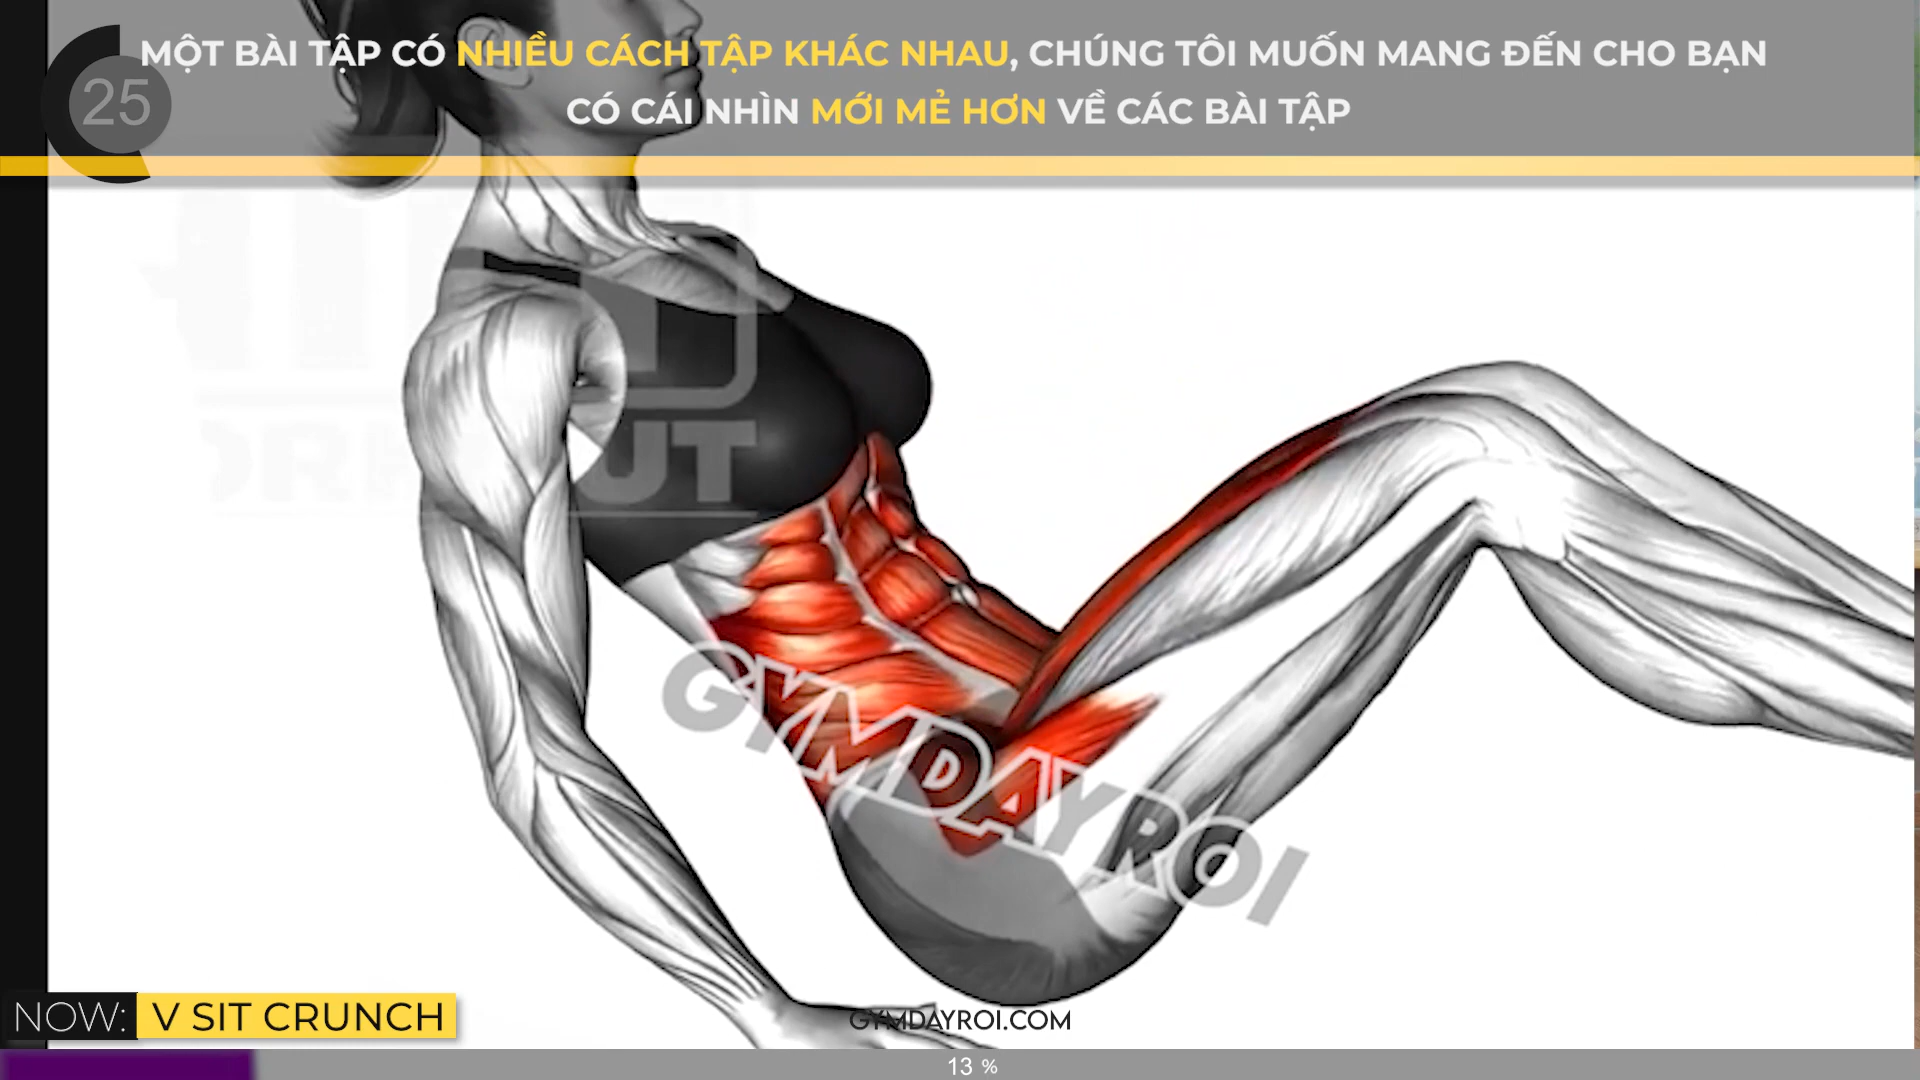 MỘT BÀI TẬP CÓ NHIỀU CÁCH TẬP KHÁC NHAU, CHÚNG TÔI MUỐN MANG ĐẾN CHO BẠN
CÓ CÁI NHÌN MỚI MẺ HƠN VỀ CÁC BÀI TẬP
25
GYMDAYROI
NOW: V SIT CRUNCH
GYMDAYROI.COM
13 %